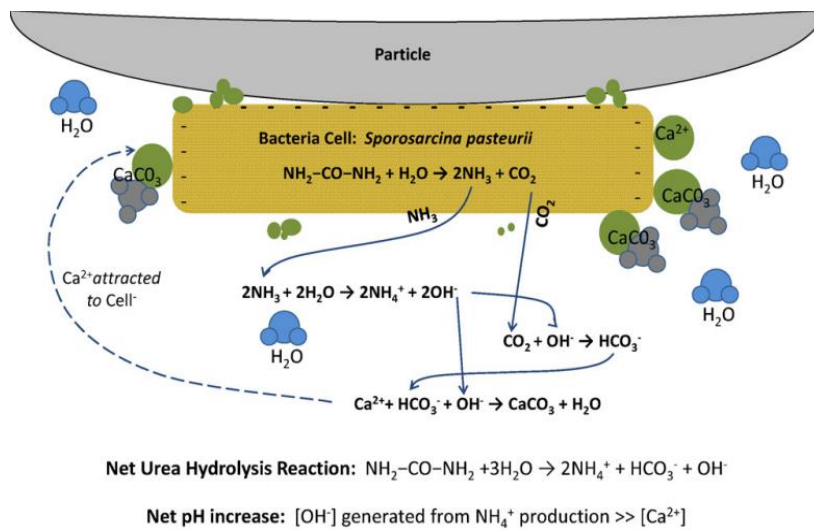 Particle
H₂O
Bacteria Cell: Sporosarcina pasteurii
Ca²⁺
NH₂–CO–NH₂ + H₂O → 2NH₃ + CO₂
H₂O
CaC0₃
CaCO₃
NH₃
CO₂
CaCO₃
Ca²⁺attracted
to Cell⁻
2NH₃ + 2H₂O → 2NH₄⁺ + 2OH⁻
H₂O
H₂O
CO₂ + OH⁻ → HCO₃⁻
Ca²⁺+ HCO₃⁻ + OH⁻ → CaCO₃ + H₂O
Net Urea Hydrolysis Reaction: NH₂–CO–NH₂ +3H₂O → 2NH₄⁺ + HCO₃⁻ + OH⁻
Net pH increase: [OH⁻] generated from NH₄⁺ production >> [Ca²⁺]